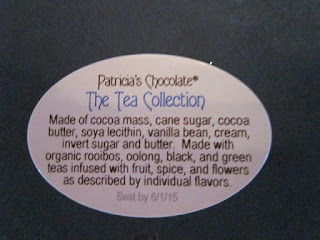 Patricia's Chocolate®
The Tea Collection
Made of cocoa mass, cane sugar, cocoa
butter, soya lecithin, vanilla bean, cream,
invert sugar and butter. Made with
organic rooibos, oolong, black, and green
teas infused with fruit, spice, and flowers
as described by individual flavors.
Best by 6/1/15